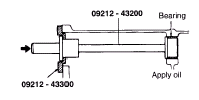 09212 - 43200
Bearing
Apply oil
09212 - 43300